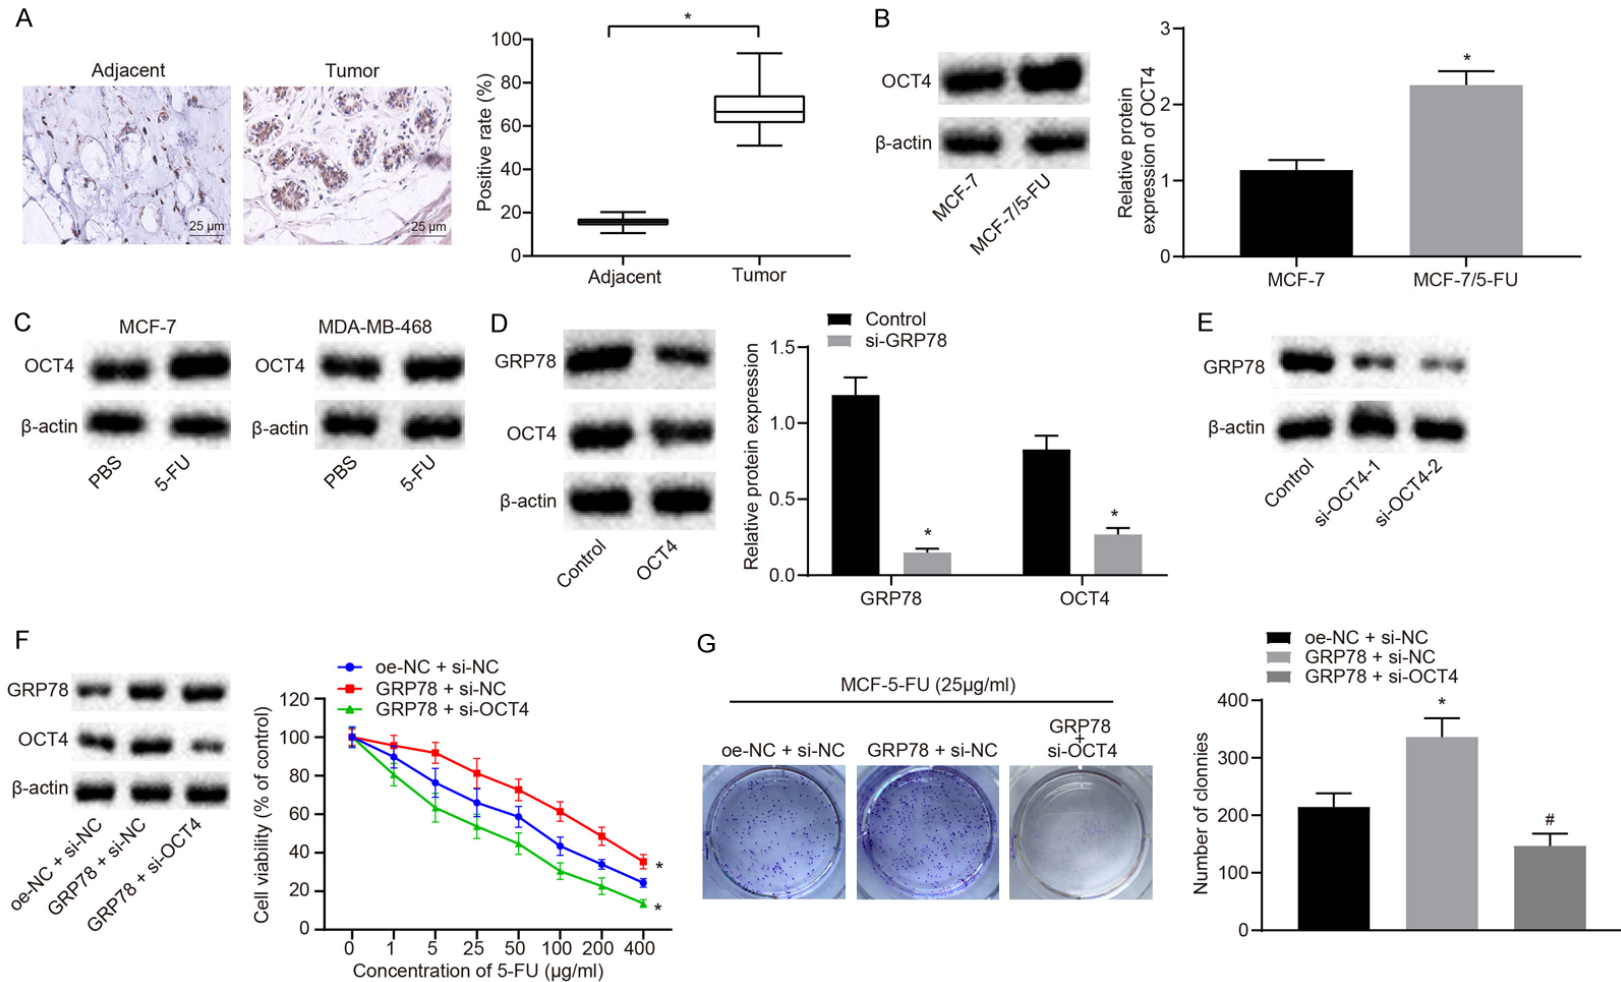 A
Adjacent
Tumor
25 µm
25 µm
*
Positive rate (%)
100
80
60
40
20
0
Adjacent
Tumor
B
OCT4
β-actin
MCF-7
MCF-7/5-FU
Relative protein
expression of OCT4
3
2
1
0
*
MCF-7
MCF-7/5-FU
C
MCF-7
OCT4
β-actin
PBS
5-FU
MDA-MB-468
OCT4
β-actin
PBS
5-FU
D
GRP78
OCT4
β-actin
Control
OCT4
Control
si-GRP78
Relative protein expression
1.5
1.0
0.5
0.0
*
*
GRP78
OCT4
E
GRP78
β-actin
Control
si-OCT4-1
si-OCT4-2
F
GRP78
OCT4
β-actin
oe-NC + si-NC
GRP78 + si-NC
GRP78 + si-OCT4
oe-NC + si-NC
GRP78 + si-NC
GRP78 + si-OCT4
Cell viability (% of control)
120
100
80
60
40
20
0
*
*
0 1 5 25 50 100 200 400
Concentration of 5-FU (µg/ml)
G
MCF-5-FU (25µg/ml)
oe-NC + si-NC
GRP78 + si-NC
GRP78
+
si-OCT4
oe-NC + si-NC
GRP78 + si-NC
GRP78 + si-OCT4
Number of clonnies
400
300
200
100
0
*
#